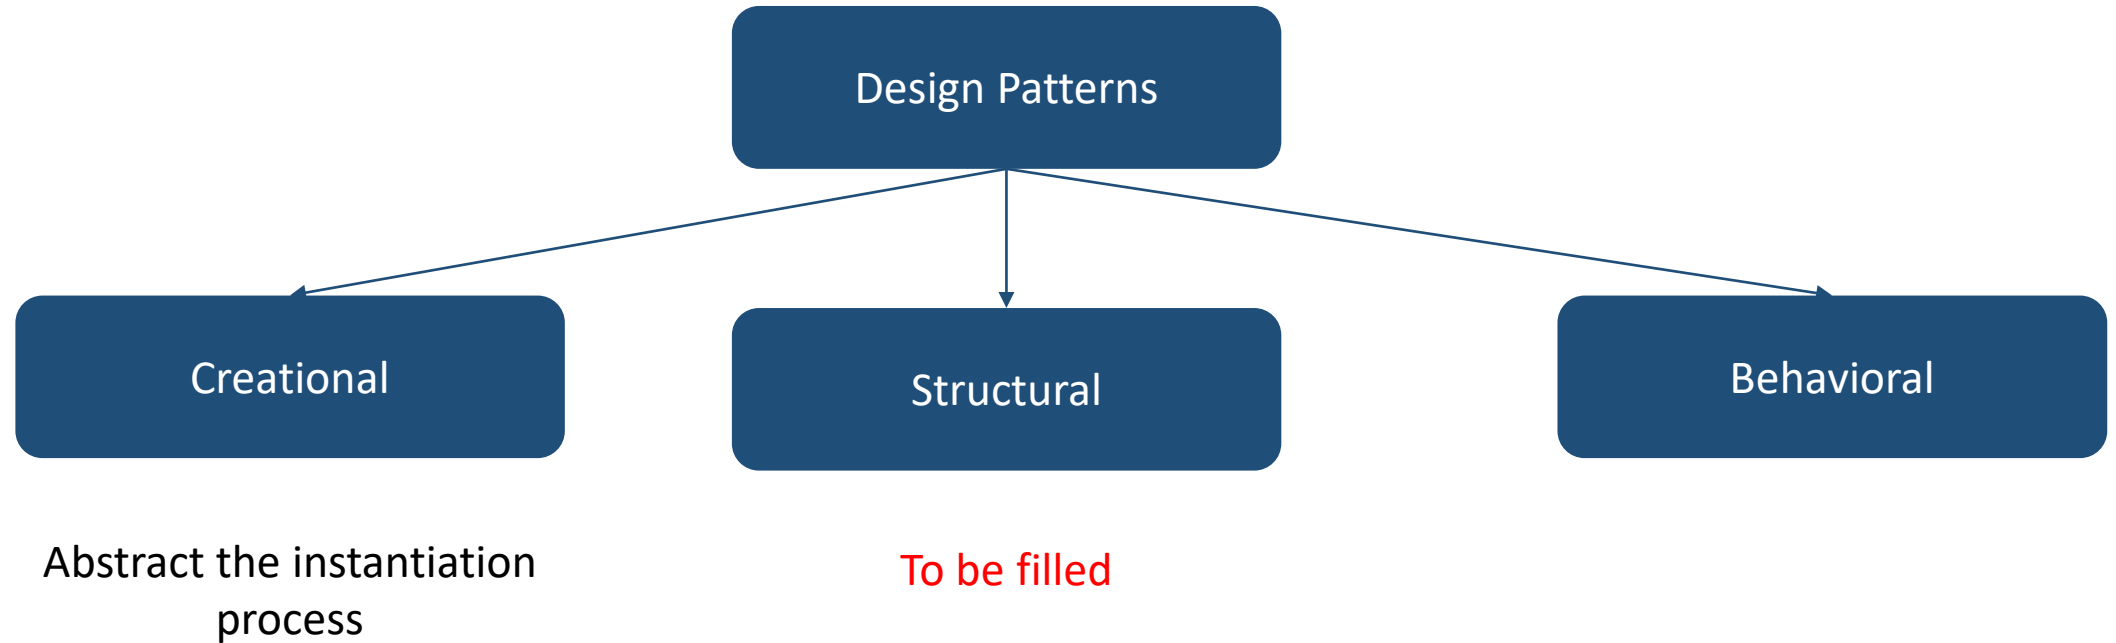 Design Patterns
Creational
Structural
Behavioral
Abstract the instantiation
process
To be filled